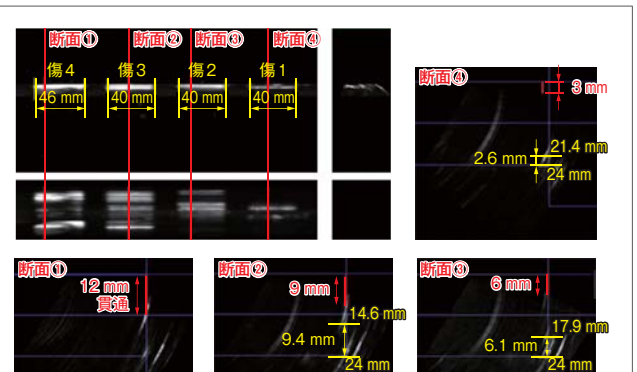 断面① 断面② 断面③ 断面④
傷4 傷3 傷2 傷1
46 mm 40 mm 40 mm 40 mm
断面④
3 mm
21.4 mm
2.6 mm
24 mm
断面①
12 mm
貫通
断面②
9 mm
14.6 mm
9.4 mm
24 mm
断面③
6 mm
17.9 mm
6.1 mm
24 mm